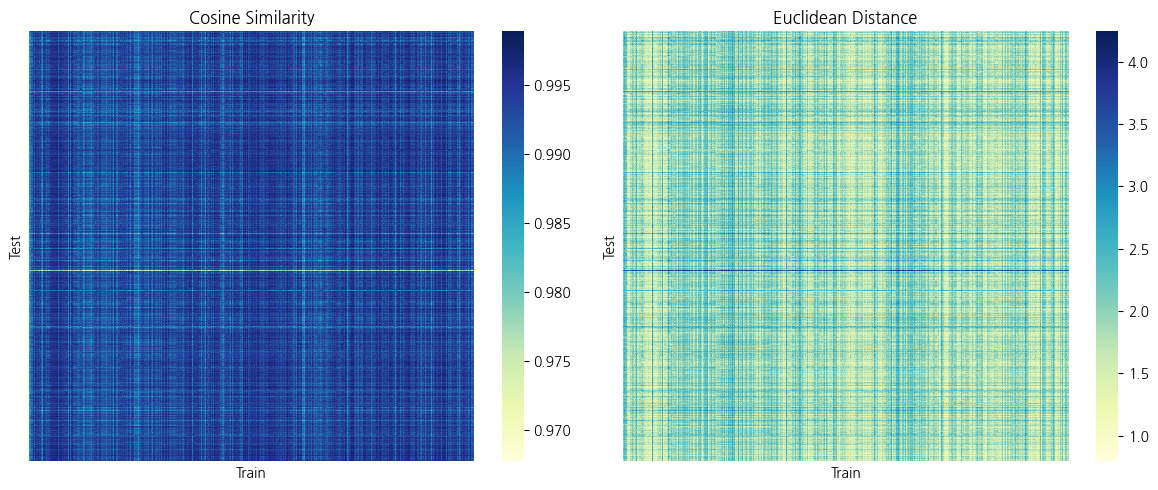 Cosine Similarity
Test
Train
0.995
0.990
0.985
0.980
0.975
0.970
Euclidean Distance
Test
Train
4.0
3.5
3.0
2.5
2.0
1.5
1.0